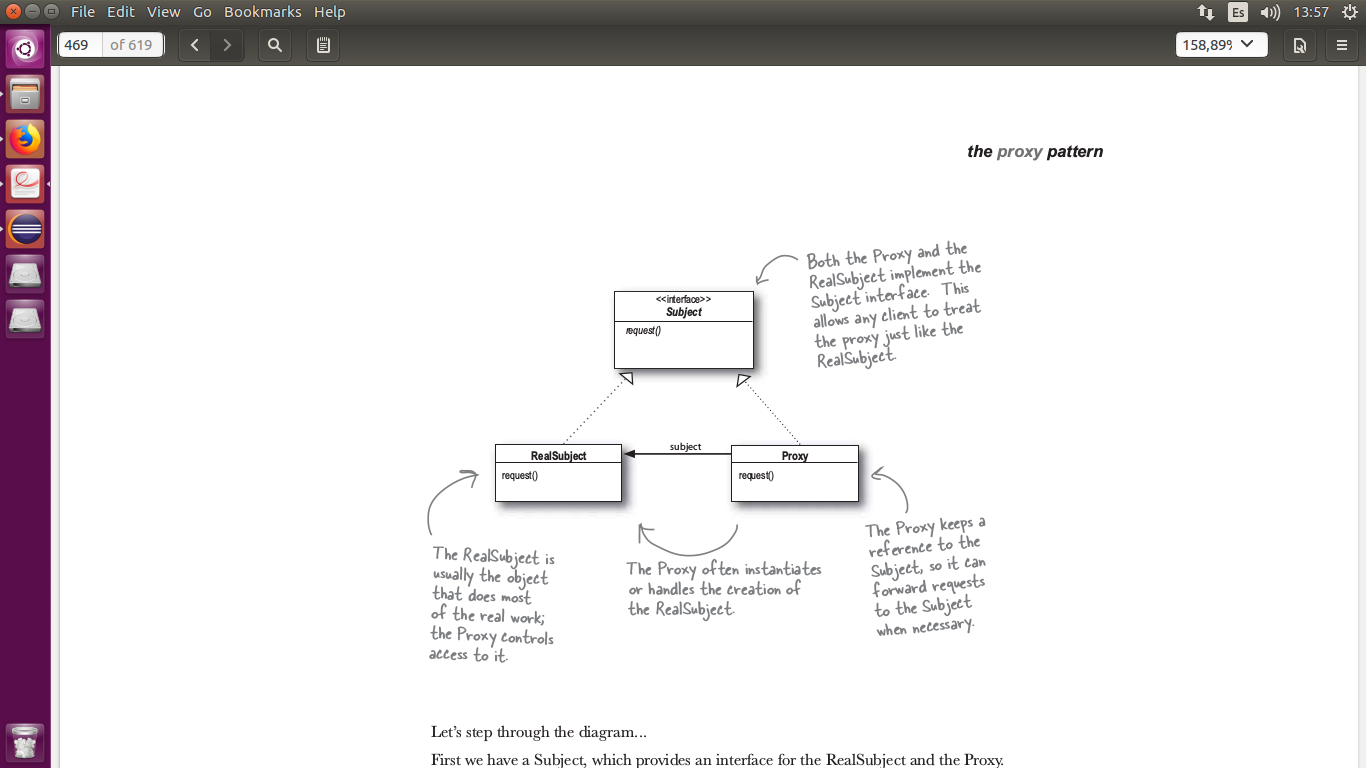 File Edit View Go Bookmarks Help
Es
13:57
469 of 619
158,89%
the proxy pattern
Both the Proxy and the
RealSubject implement the
Subject interface. This
allows any client to treat
the proxy just like the
RealSubject.
<<interface>>
Subject
request()
subject
RealSubject
request()
Proxy
request()
The RealSubject is
usually the object
that does most
of the real work;
the Proxy controls
access to it.
The Proxy often instantiates
or handles the creation of
the RealSubject.
The Proxy keeps a
reference to the
Subject, so it can
forward requests
to the Subject
when necessary.
Let’s step through the diagram...
First we have a Subject, which provides an interface for the RealSubject and the Proxy.